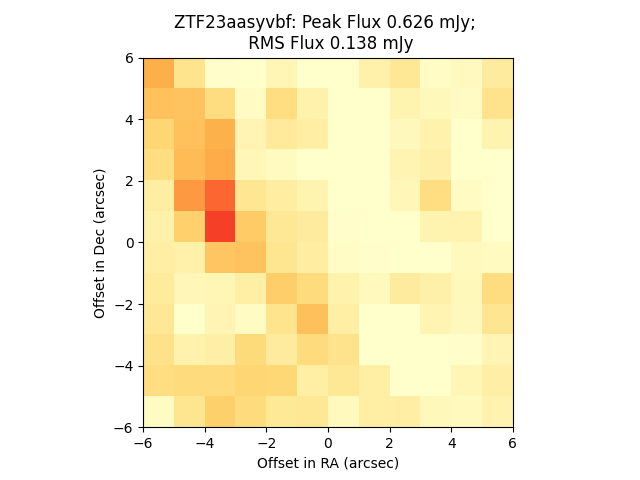 ZTF23aasyvbf: Peak Flux 0.626 mJy;
RMS Flux 0.138 mJy
6
4
2
0
−2
−4
−6
Offset in Dec (arcsec)
−6 −4 −2 0 2 4 6
Offset in RA (arcsec)